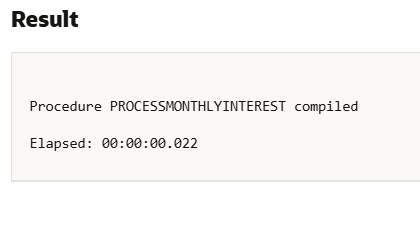 Result
Procedure PROCESSMONTHLYINTEREST compiled
Elapsed: 00:00:00.022